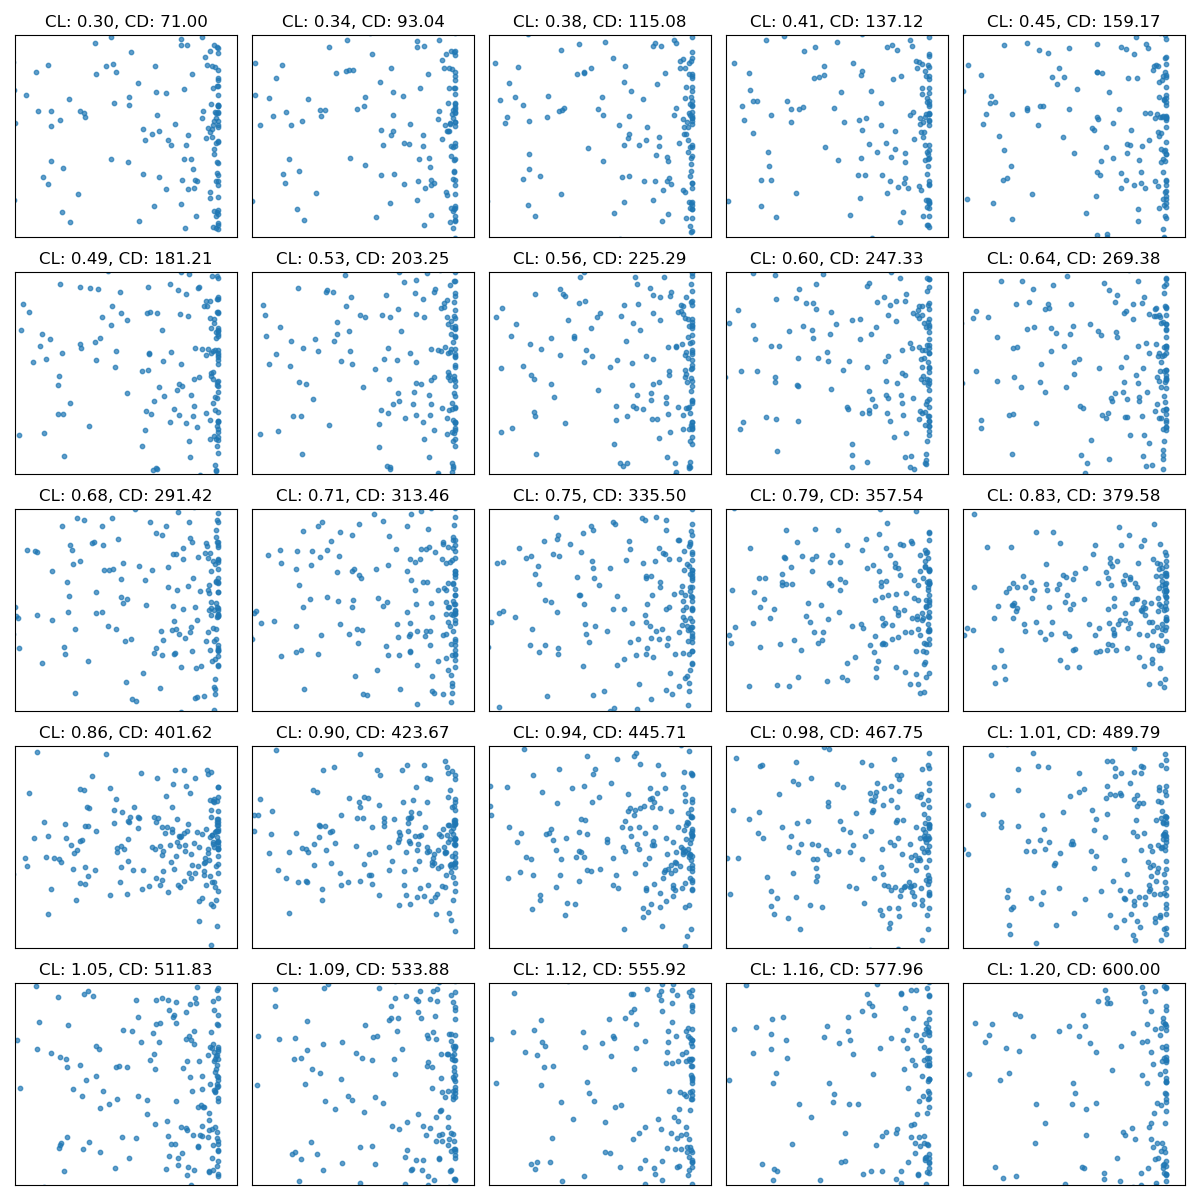 CL: 0.30, CD: 71.00
CL: 0.34, CD: 93.04
CL: 0.38, CD: 115.08
CL: 0.41, CD: 137.12
CL: 0.45, CD: 159.17
CL: 0.49, CD: 181.21
CL: 0.53, CD: 203.25
CL: 0.56, CD: 225.29
CL: 0.60, CD: 247.33
CL: 0.64, CD: 269.38
CL: 0.68, CD: 291.42
CL: 0.71, CD: 313.46
CL: 0.75, CD: 335.50
CL: 0.79, CD: 357.54
CL: 0.83, CD: 379.58
CL: 0.86, CD: 401.62
CL: 0.90, CD: 423.67
CL: 0.94, CD: 445.71
CL: 0.98, CD: 467.75
CL: 1.01, CD: 489.79
CL: 1.05, CD: 511.83
CL: 1.09, CD: 533.88
CL: 1.12, CD: 555.92
CL: 1.16, CD: 577.96
CL: 1.20, CD: 600.00